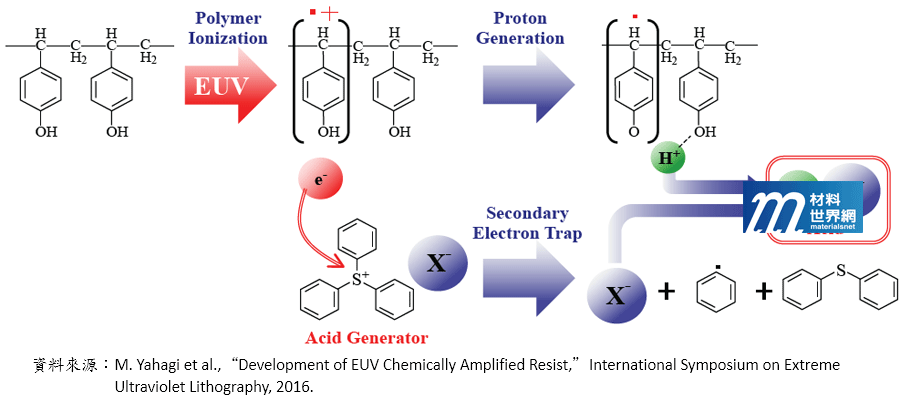 Polymer
Ionization
EUV
Proton
Generation
H
C
C
H2
H
C
C
H2
OH
OH
▪ +
H
C
C
H2
H
C
C
H2
OH
OH
▪
H
C
C
H2
H
C
C
H2
O
OH
H+
e-
S+
X-
Acid Generator
Secondary
Electron Trap
X-
+
+
S
材料
世界網
materialsnet
資料來源：M. Yahagi et al., “Development of EUV Chemically Amplified Resist,” International Symposium on Extreme
Ultraviolet Lithography, 2016.